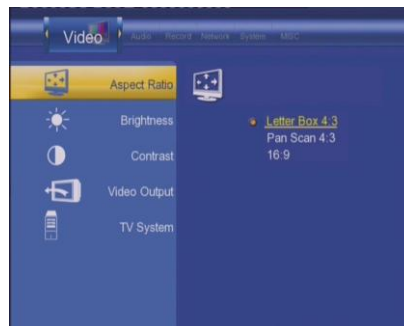 Video Audio Record Network System MISC
Aspect Ratio
Brightness
Contrast
Video Output
TV System
Letter Box 4:3
Pan Scan 4:3
16:9